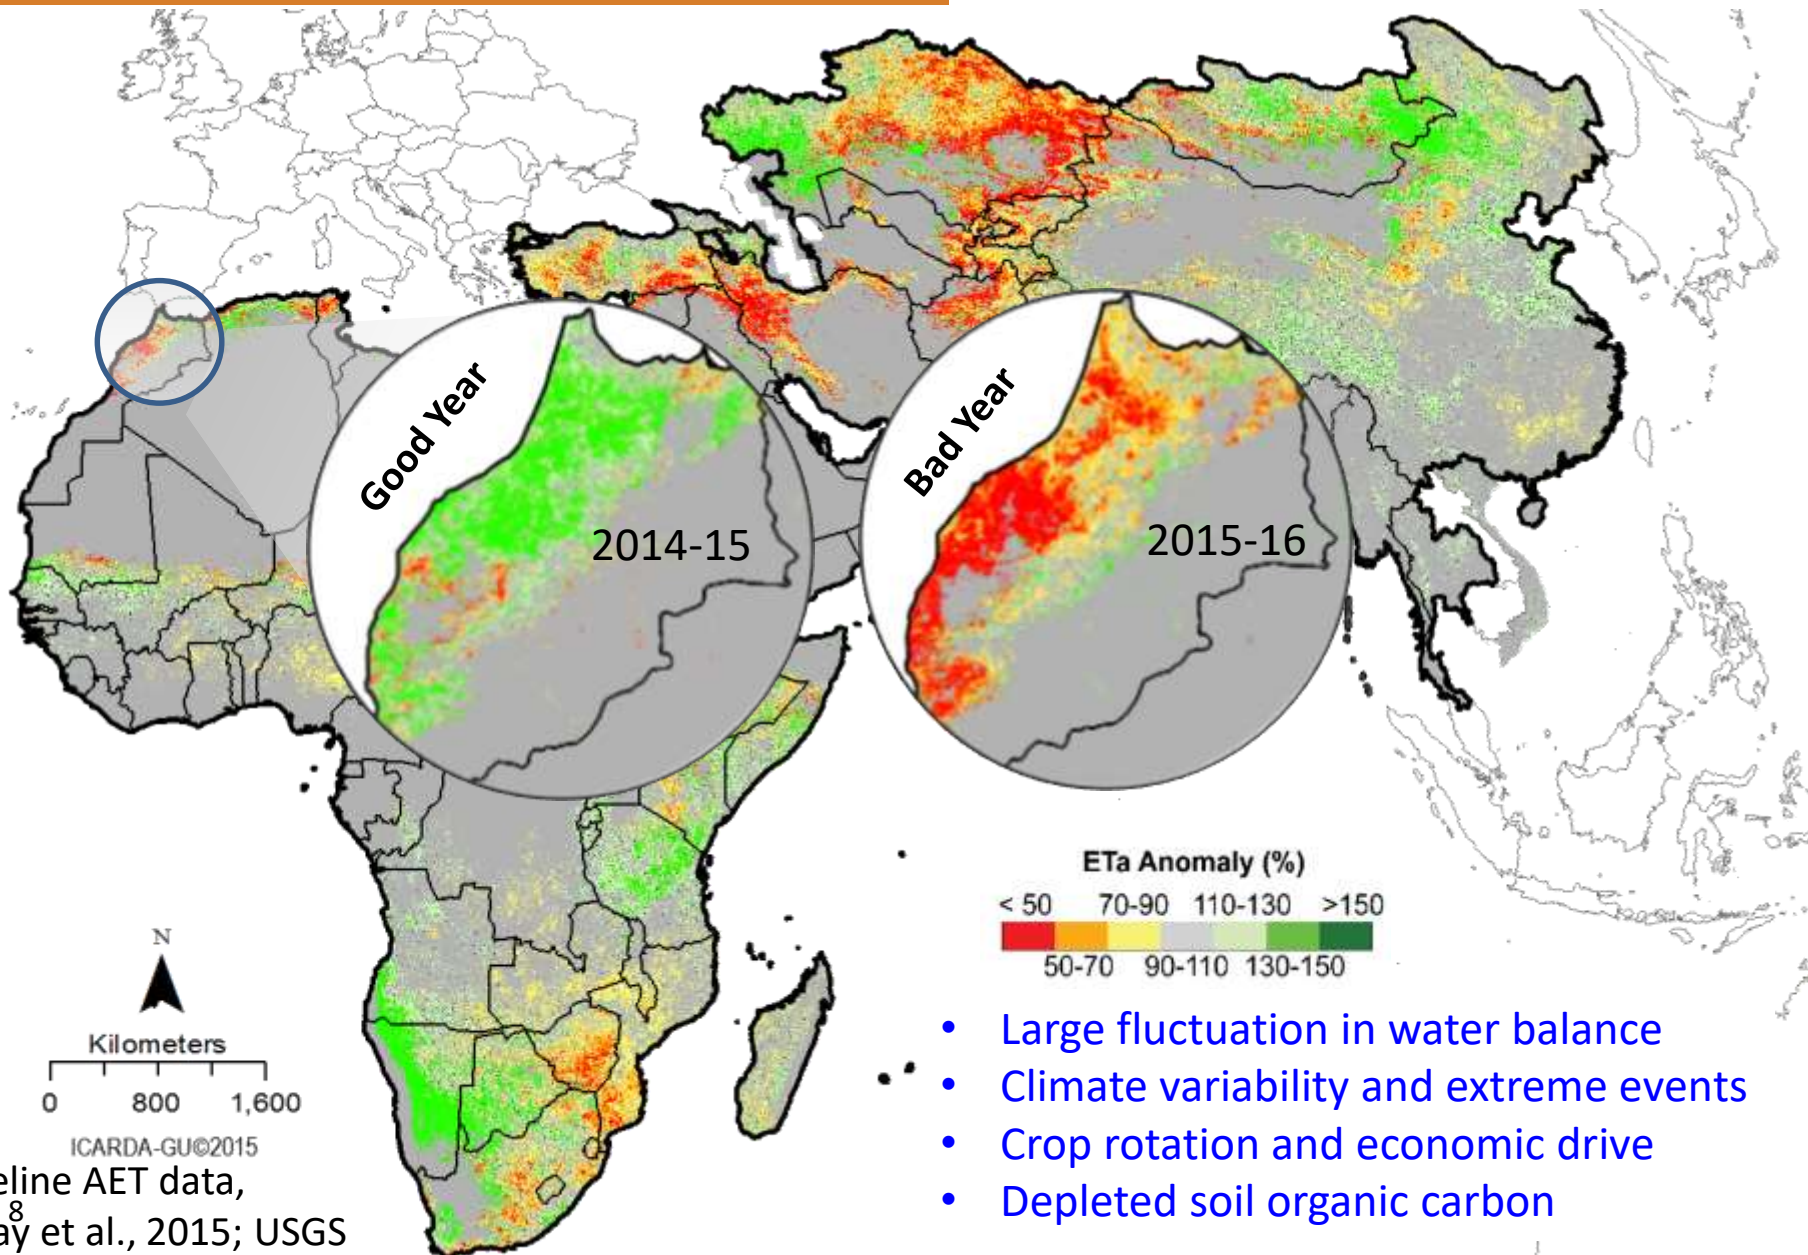 Good Year
2014-15
Bad Year
2015-16
ETa Anomaly (%)
< 50 70-90 110-130 >150
50-70 90-110 130-150
N
Kilometers
0 800 1,600
ICARDA-GU©2015
eline AET data,
8
ay et al., 2015; USGS
• Large fluctuation in water balance
• Climate variability and extreme events
• Crop rotation and economic drive
• Depleted soil organic carbon